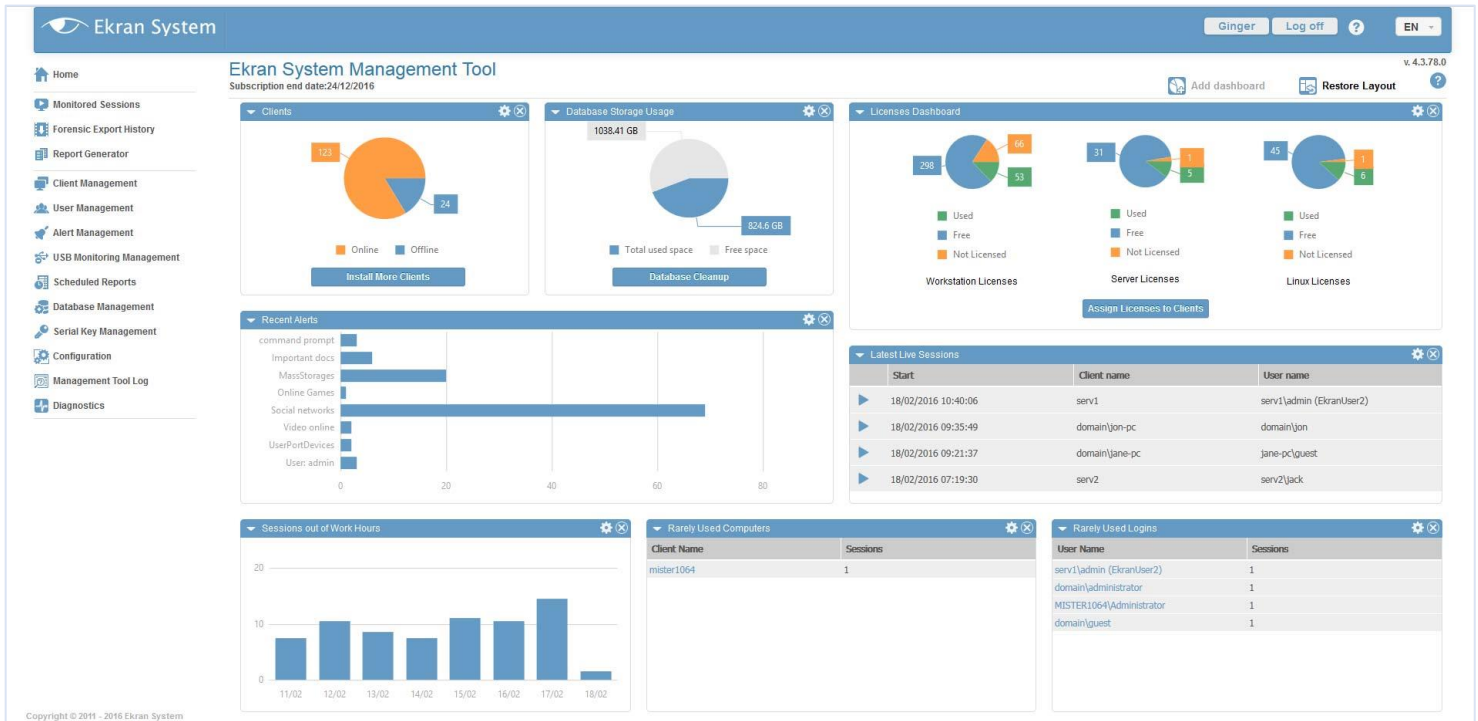 Ekran System
Ginger
Log off
?
EN
Home
Monitored Sessions
Forensic Export History
Report Generator
Client Management
User Management
Alert Management
USB Monitoring Management
Scheduled Reports
Database Management
Serial Key Management
Configuration
Management Tool Log
Diagnostics
Ekran System Management Tool
Subscription end date:24/12/2016
v. 4.3.78.0
Add dashboard
Restore Layout
?
Clients
123
24
Online Offline
Install More Clients
Database Storage Usage
1038.41 GB
824.6 GB
Total used space Free space
Database Cleanup
Licenses Dashboard
298
66
53
Used
Free
Not Licensed
Workstation Licenses
31
1
5
Used
Free
Not Licensed
Server Licenses
45
1
6
Used
Free
Not Licensed
Linux Licenses
Assign Licenses to Clients
Recent Alerts
command prompt
Important docs
MassStorages
Online Games
Social networks
Video online
UserPortDevices
User: admin
0 20 40 60 80
Latest Live Sessions
Start Client name User name
18/02/2016 10:40:06 serv1 serv1\admin (EkranUser2)
18/02/2016 09:35:49 domain\jon-pc domain\jon
18/02/2016 09:21:37 domain\jane-pc jane-pc\guest
18/02/2016 07:19:30 serv2 serv2\jack
Sessions out of Work Hours
20
10
0
11/02 12/02 13/02 14/02 15/02 16/02 17/02 18/02
Rarely Used Computers
Client Name Sessions
mister1064 1
Rarely Used Logins
User Name Sessions
serv1\admin (EkranUser2) 1
domain\administrator 1
MISTER1064\Administrator 1
domain\guest 1
Copyright © 2011 - 2016 Ekran System